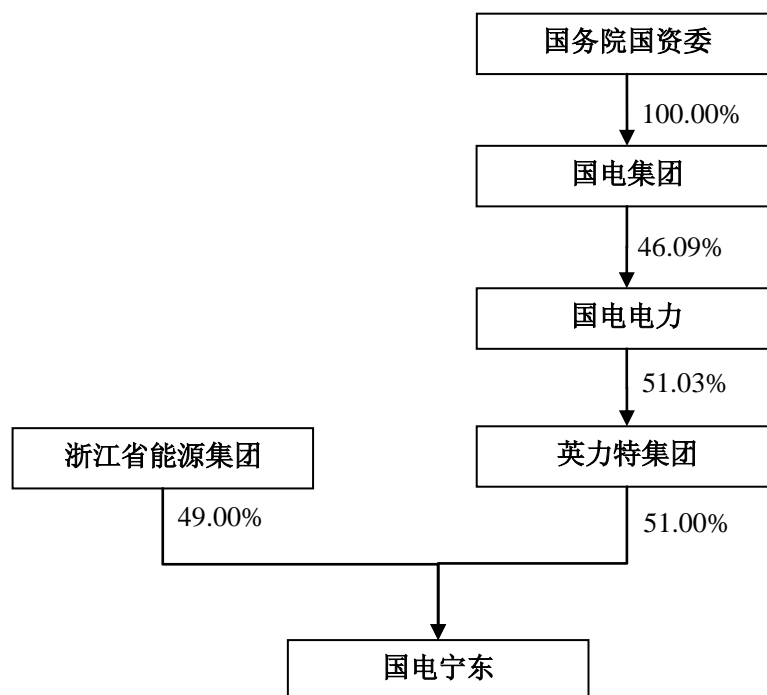 国务院国资委
100.00%
国电集团
46.09%
国电电力
51.03%
浙江省能源集团
英力特集团
49.00%
51.00%
国电宁东